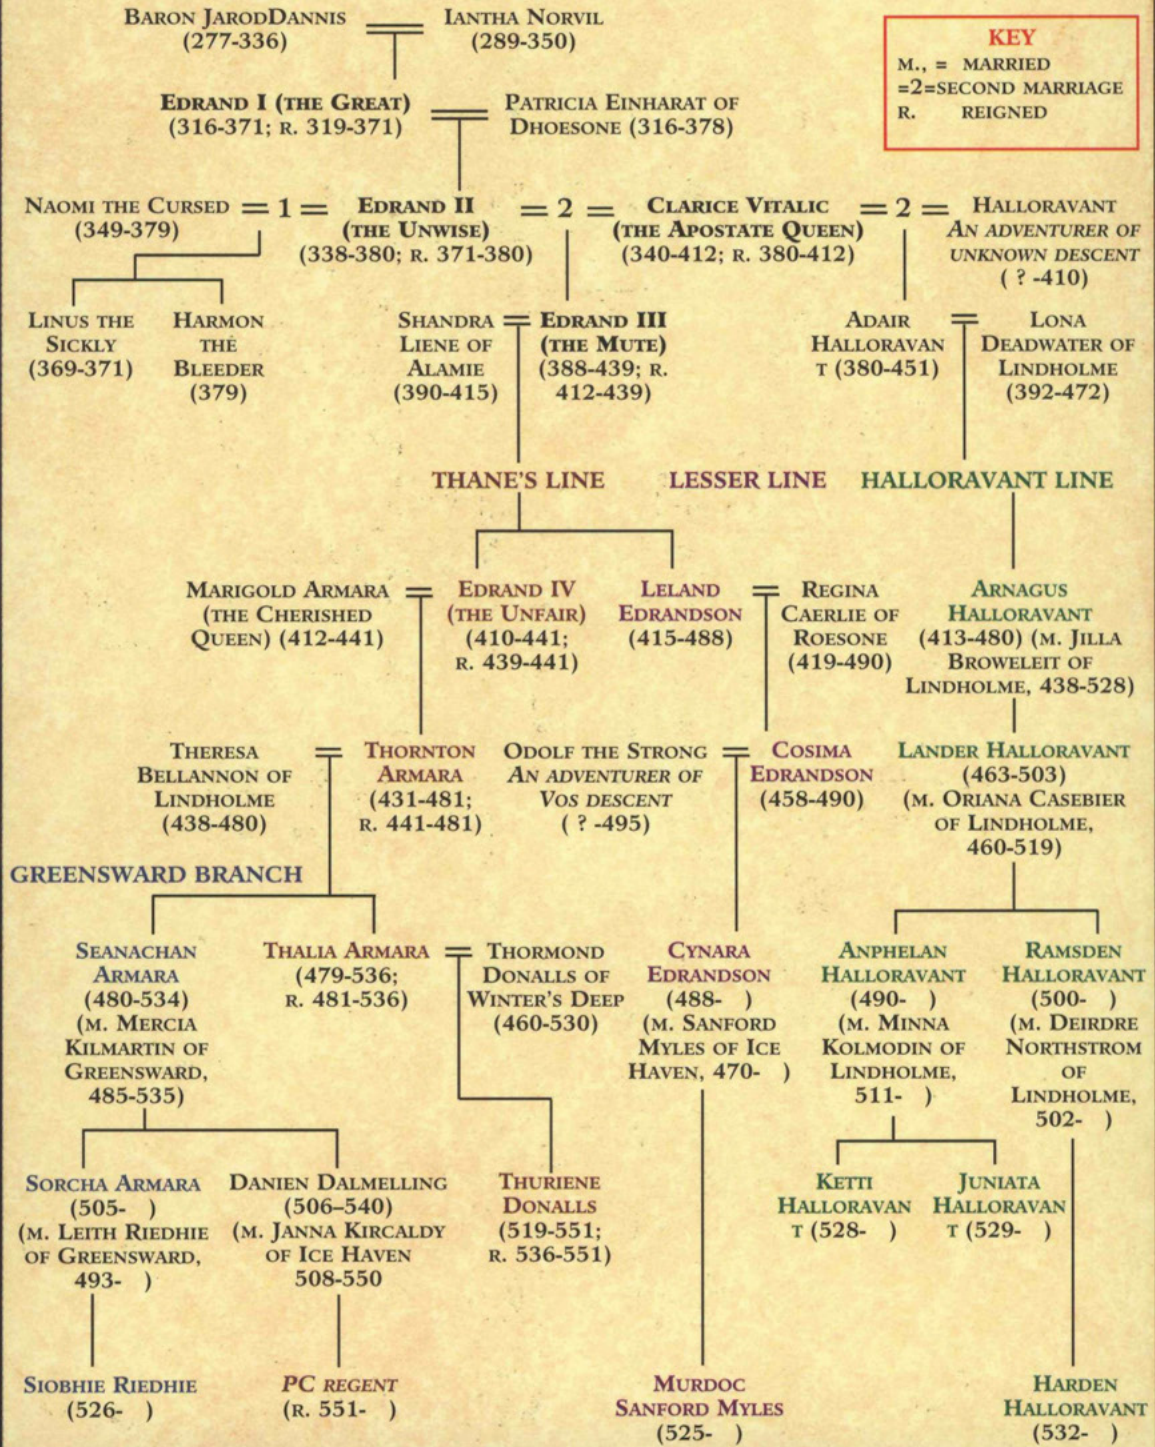 BARON JARODDANNIS
(277-336)
IANTHA NORVIL
(289-350)
KEY
M., = MARRIED
=2=SECOND MARRIAGE
R. REIGNED
EDRAND I (THE GREAT)
(316-371; R. 319-371)
PATRICIA EINHARAT OF
DHOESONE (316-378)
NAOMI THE CURSED
(349-379)
= 1 =
EDRAND II
(THE UNWISE)
(338-380; R. 371-380)
= 2 =
CLARICE VITALIC
(THE APOSTATE QUEEN)
(340-412; R. 380-412)
= 2 =
HALLORAVANT
AN ADVENTURER OF
UNKNOWN DESCENT
( ? -410)
LINUS THE
SICKLY
(369-371)
HARMON
THE
BLEEDER
(379)
SHANDRA
LIENE OF
ALAMIE
(390-415)
EDRAND III
(THE MUTE)
(388-439; R.
412-439)
ADAIR
HALLORAVAN
T (380-451)
LONA
DEADWATER OF
LINDHOLME
(392-472)
THANE'S LINE
LESSER LINE
HALLORAVANT LINE
MARIGOLD ARMARA
(THE CHERISHED
QUEEN) (412-441)
EDRAND IV
(THE UNFAIR)
(410-441;
R. 439-441)
LELAND
EDRANDSON
(415-488)
REGINA
CAERLIE OF
ROESONE
(419-490)
ARNAGUS
HALLORAVANT
(413-480) (M. JILLA
BROWELEIT OF
LINDHOLME, 438-528)
THERESA
BELLANNON OF
LINDHOLME
(438-480)
THORNTON
ARMARA
(431-481;
R. 441-481)
ODOLF THE STRONG
AN ADVENTURER OF
VOS DESCENT
( ? -495)
COSIMA
EDRANDSON
(458-490)
LANDER HALLORAVANT
(463-503)
(M. ORIANA CASEBIER
OF LINDHOLME,
460-519)
GREENSWARD BRANCH
SEANACHAN
ARMARA
(480-534)
(M. MERCIA
KILMARTIN OF
GREENSWARD,
485-535)
THALIA ARMARA
(479-536;
R. 481-536)
THORMOND
DONALLS OF
WINTER'S DEEP
(460-530)
CYNARA
EDRANDSON
(488- )
(M. SANFORD
MYLES OF ICE
HAVEN, 470- )
ANPHELAN
HALLORAVANT
(490- )
(M. MINNA
KOLMODIN OF
LINDHOLME,
511- )
RAMSDEN
HALLORAVANT
(500- )
(M. DEIRDRE
NORTHSTROM
OF
LINDHOLME,
502- )
SORCHA ARMARA
(505- )
(M. LEITH RIEDHIE
OF GREENSWARD,
493- )
DANIEN DALMELLING
(506–540)
(M. JANNA KIRCALDY
OF ICE HAVEN
508-550
THURIENE
DONALLS
(519-551;
R. 536-551)
KETTI
HALLORAVAN
T (528- )
JUNIATA
HALLORAVAN
T (529- )
SIOBHIE RIEDHIE
(526- )
PC REGENT
(R. 551- )
MURDOC
SANFORD MYLES
(525- )
HARDEN
HALLORAVANT
(532- )